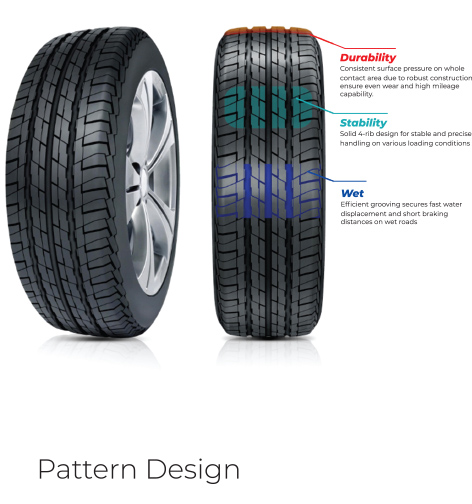 Durability
Consistent surface pressure on whole
contact area due to robust construction
ensure even wear and high mileage
capability.
Stability
Solid 4-rib design for stable and precise
handling on various loading conditions
Wet
Efficient grooving secures fast water
displacement and short braking
distances on wet roads
Pattern Design